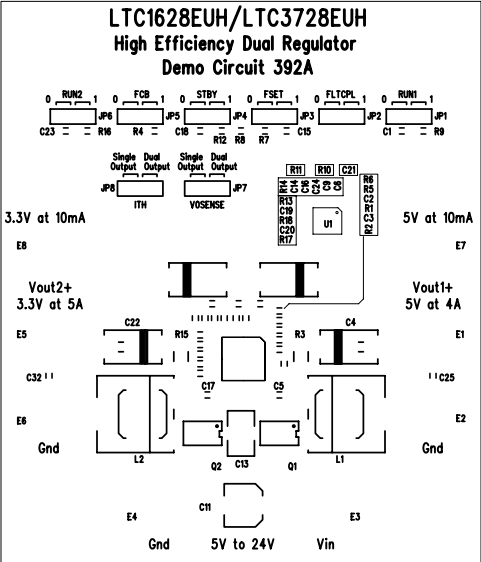 LTC1628EUH/LTC3728EUH
High Efficiency Dual Regulator
Demo Circuit 392A
RUN2 FCB STBY FSET FLTCPL RUN1
0 1 0 1 0 1 0 1 0 1 0 1
JP6 JP5 JP4 JP3 JP2 JP1
C23 R16 R4 C18 R12 R8 R7 C15 C1 R9
Single Dual Single Dual
Output Output Output Output
JP8 JP7
ITH VOSENSE
R11 R10 C21
R14 C14 C16 C24 C9 C6
R6
R5
C2
R1
C3
R2
R13
C19
R18
C20
R17
U1
3.3V at 10mA 5V at 10mA
E8 E7
Vout2+ Vout1+
3.3V at 5A 5V at 4A
C22 C4
E5 R15 R3 E1
C32 C17 C5 C25
E6 E2
Gnd Gnd
L2 Q2 C13 Q1 L1
C11
E4 E3
Gnd 5V to 24V Vin